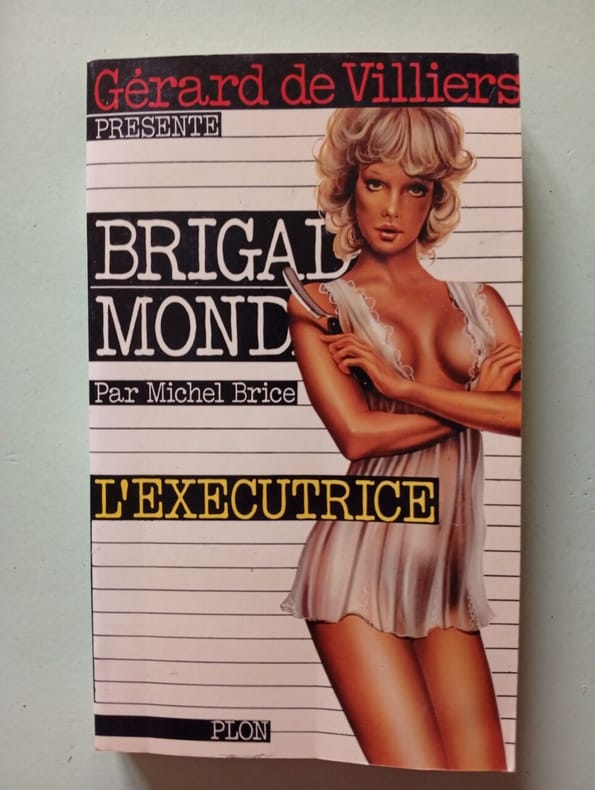 Gérard de Villiers
PRESENTE
BRIGAD
MOND
Par Michel Brice
L'EXECUTRICE
PLON